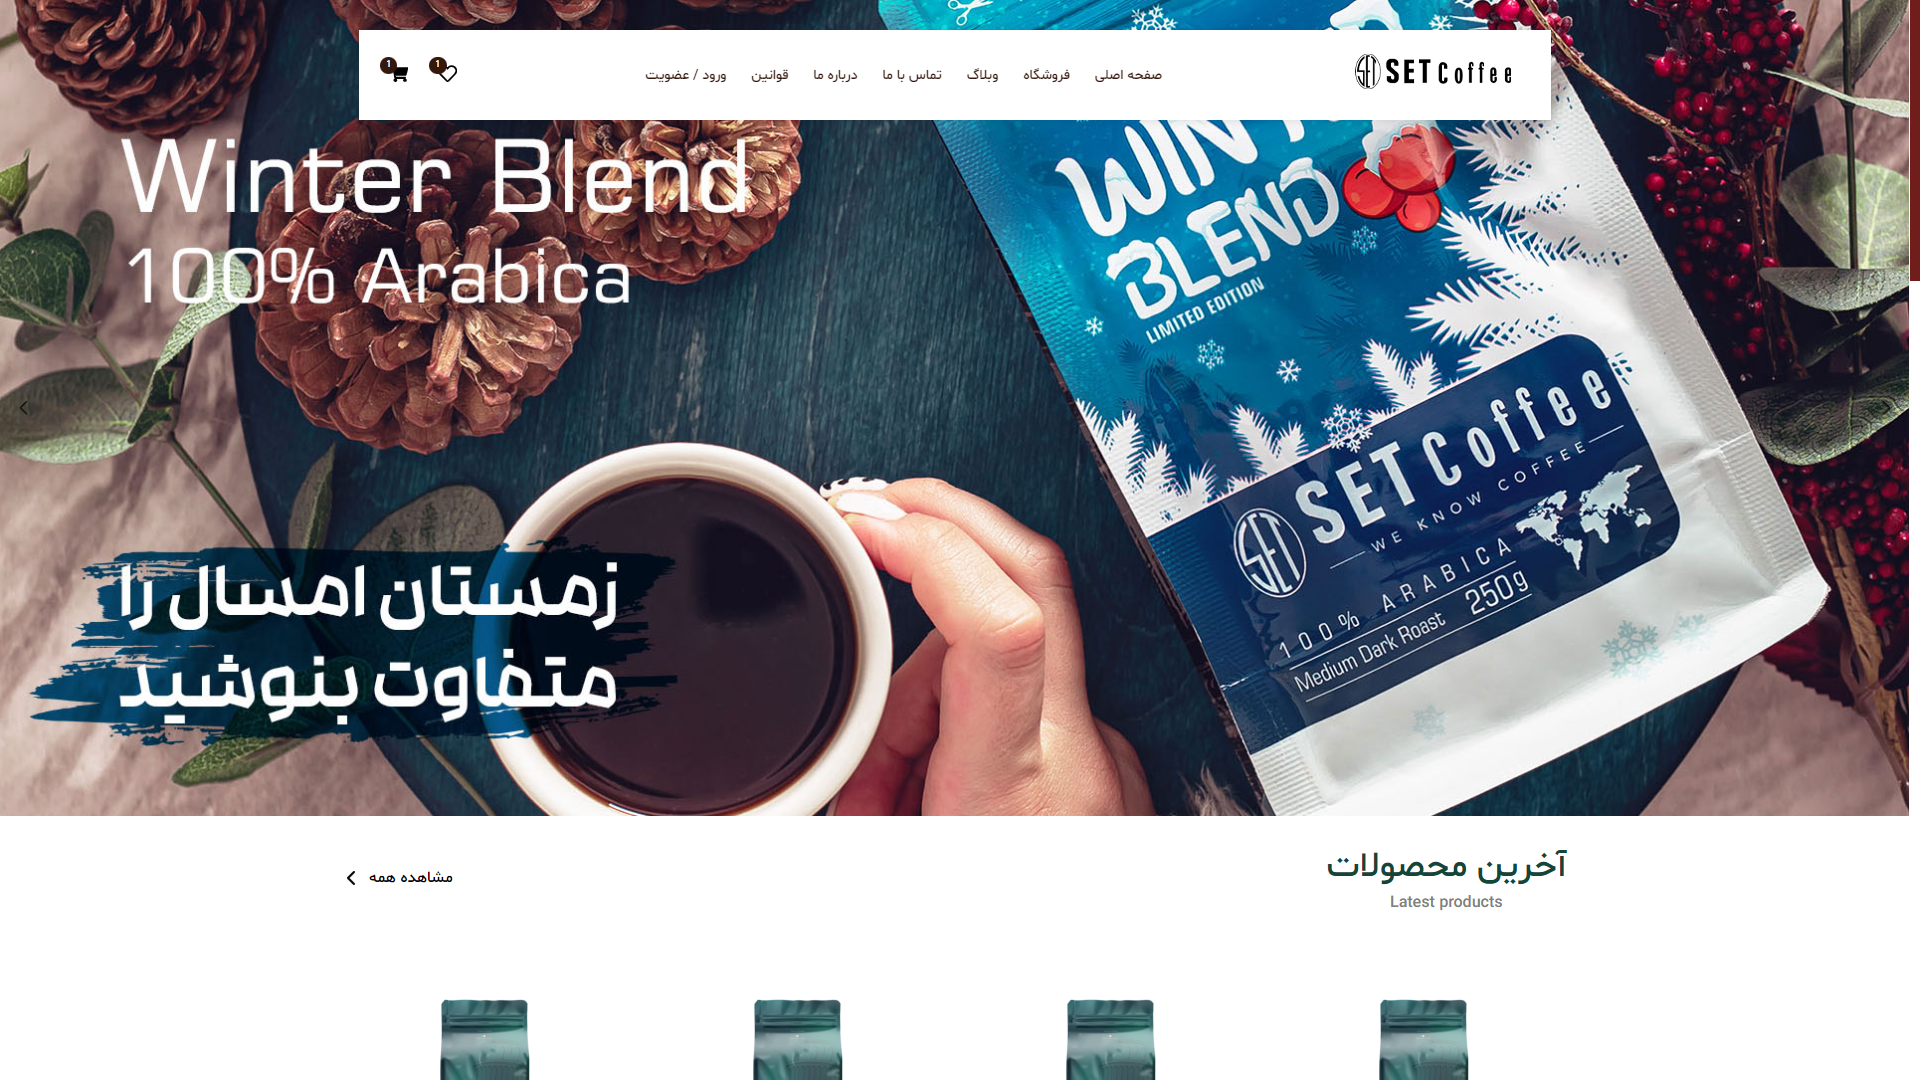 SET SET Coffee
صفحه اصلی
فروشگاه
وبلاگ
تماس با ما
درباره ما
قوانین
ورود / عضویت
1
1
Winter Blend
100% Arabica
BLEND
LIMITED EDITION
SET SET Coffee
WE KNOW COFFEE
100% ARABICA
Medium Dark Roast 250g
زمستان امسال را
متفاوت بنوشید
آخرین محصولات
Latest products
مشاهده همه